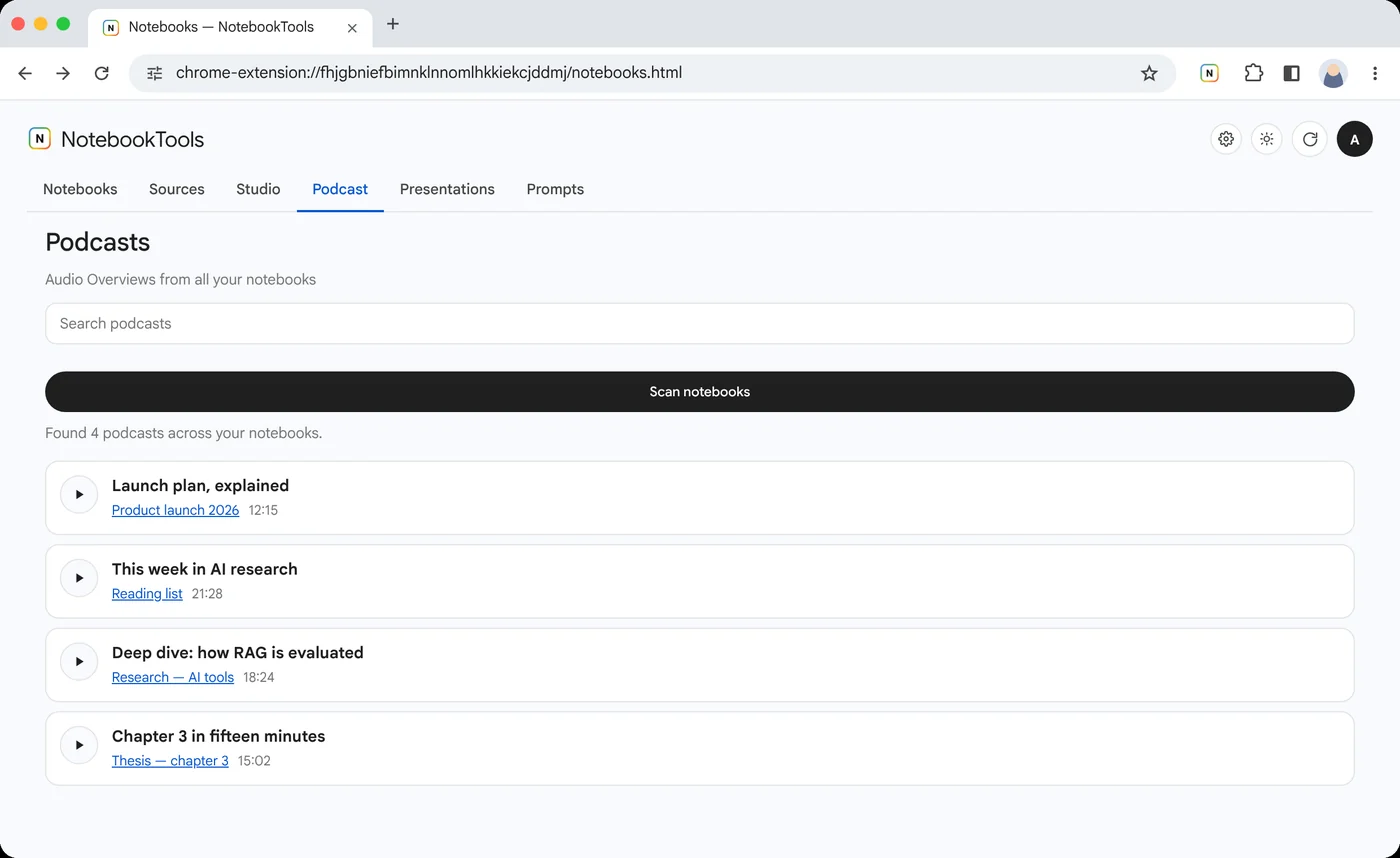 N Notebooks — NotebookTools
chrome-extension://fhjgbniefbimnklnnomlhkkiekcjddmj/notebooks.html
N
N NotebookTools
A
Notebooks Sources Studio Podcast Presentations Prompts
Podcasts
Audio Overviews from all your notebooks
Search podcasts
Scan notebooks
Found 4 podcasts across your notebooks.
Launch plan, explained
Product launch 2026 12:15
This week in AI research
Reading list 21:28
Deep dive: how RAG is evaluated
Research — AI tools 18:24
Chapter 3 in fifteen minutes
Thesis — chapter 3 15:02